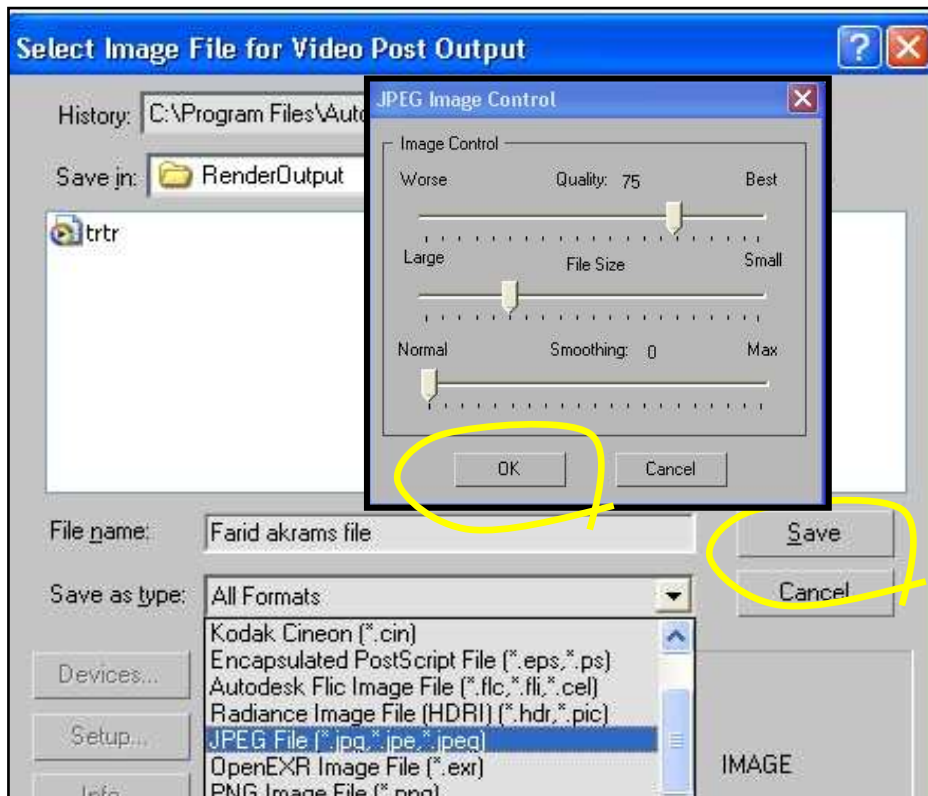 Select Image File for Video Post Output
History: C:\Program Files\Auto
JPEG Image Control
Image Control
Save in: RenderOutput
Worse Quality: 75 Best
trtr
Large File Size Small
Normal Smoothing: 0 Max
OK Cancel
File name: Farid akrams file Save
Save as type: All Formats Cancel
Kodak Cineon (*.cin)
Encapsulated PostScript File (*.eps,*.ps)
Devices...
Autodesk Flic Image File (*.flc,*.fli,*.cel)
Radiance Image File (HDRI) (*.hdr,*.pic)
Setup...
JPEG File (*.jpg,*.jpe,*.jpeg)
OpenEXR Image File (*.exr)
IMAGE
Info...
PNG Image File (*.png)